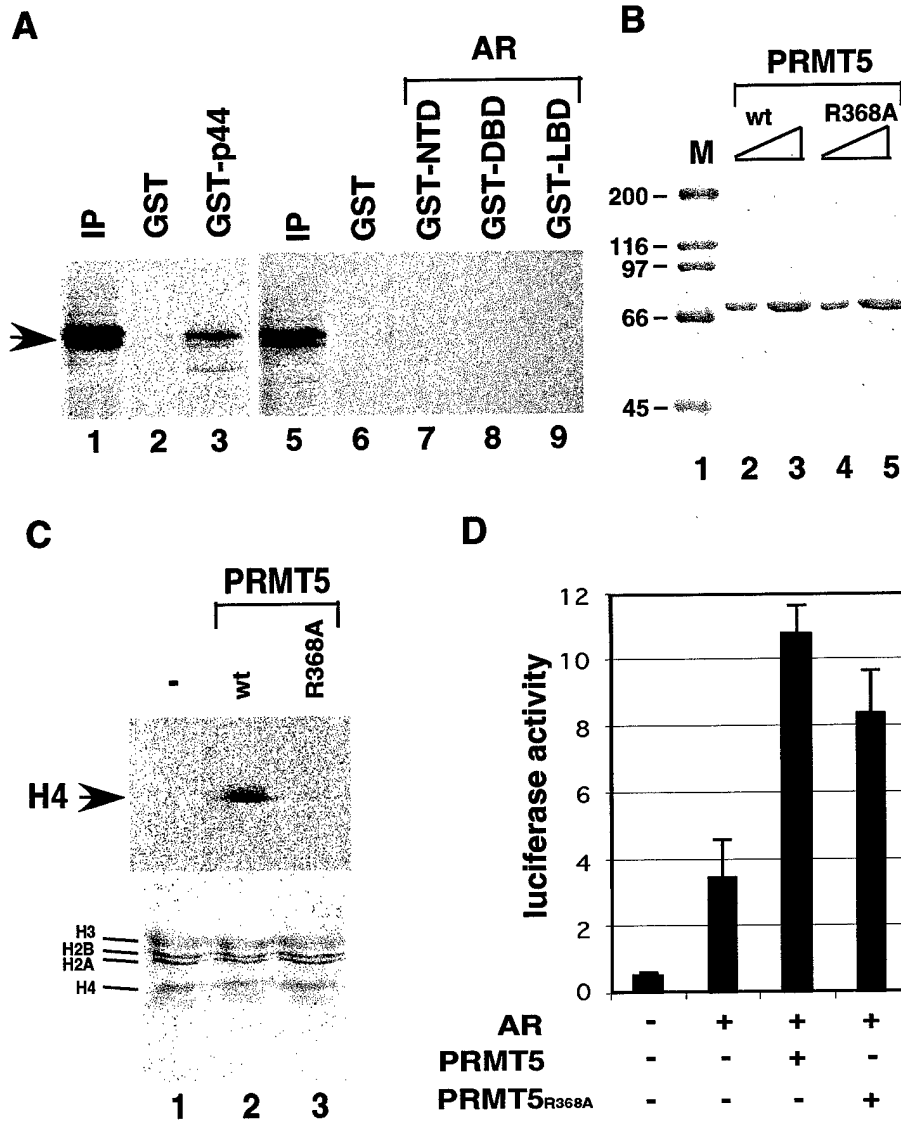 A
AR
IP
GST
GST-p44
IP
GST
GST-NTD
GST-DBD
GST-LBD
1 2 3 5 6 7 8 9
B
PRMT5
wt R368A
M
200
116
97
66
45
1 2 3 4 5
C
PRMT5
- wt R368A
H4
H3
H2B
H2A
H4
1 2 3
D
luciferase activity
12
10
8
6
4
2
0
AR - + + +
PRMT5 - - + -
PRMT5R368A - - - +